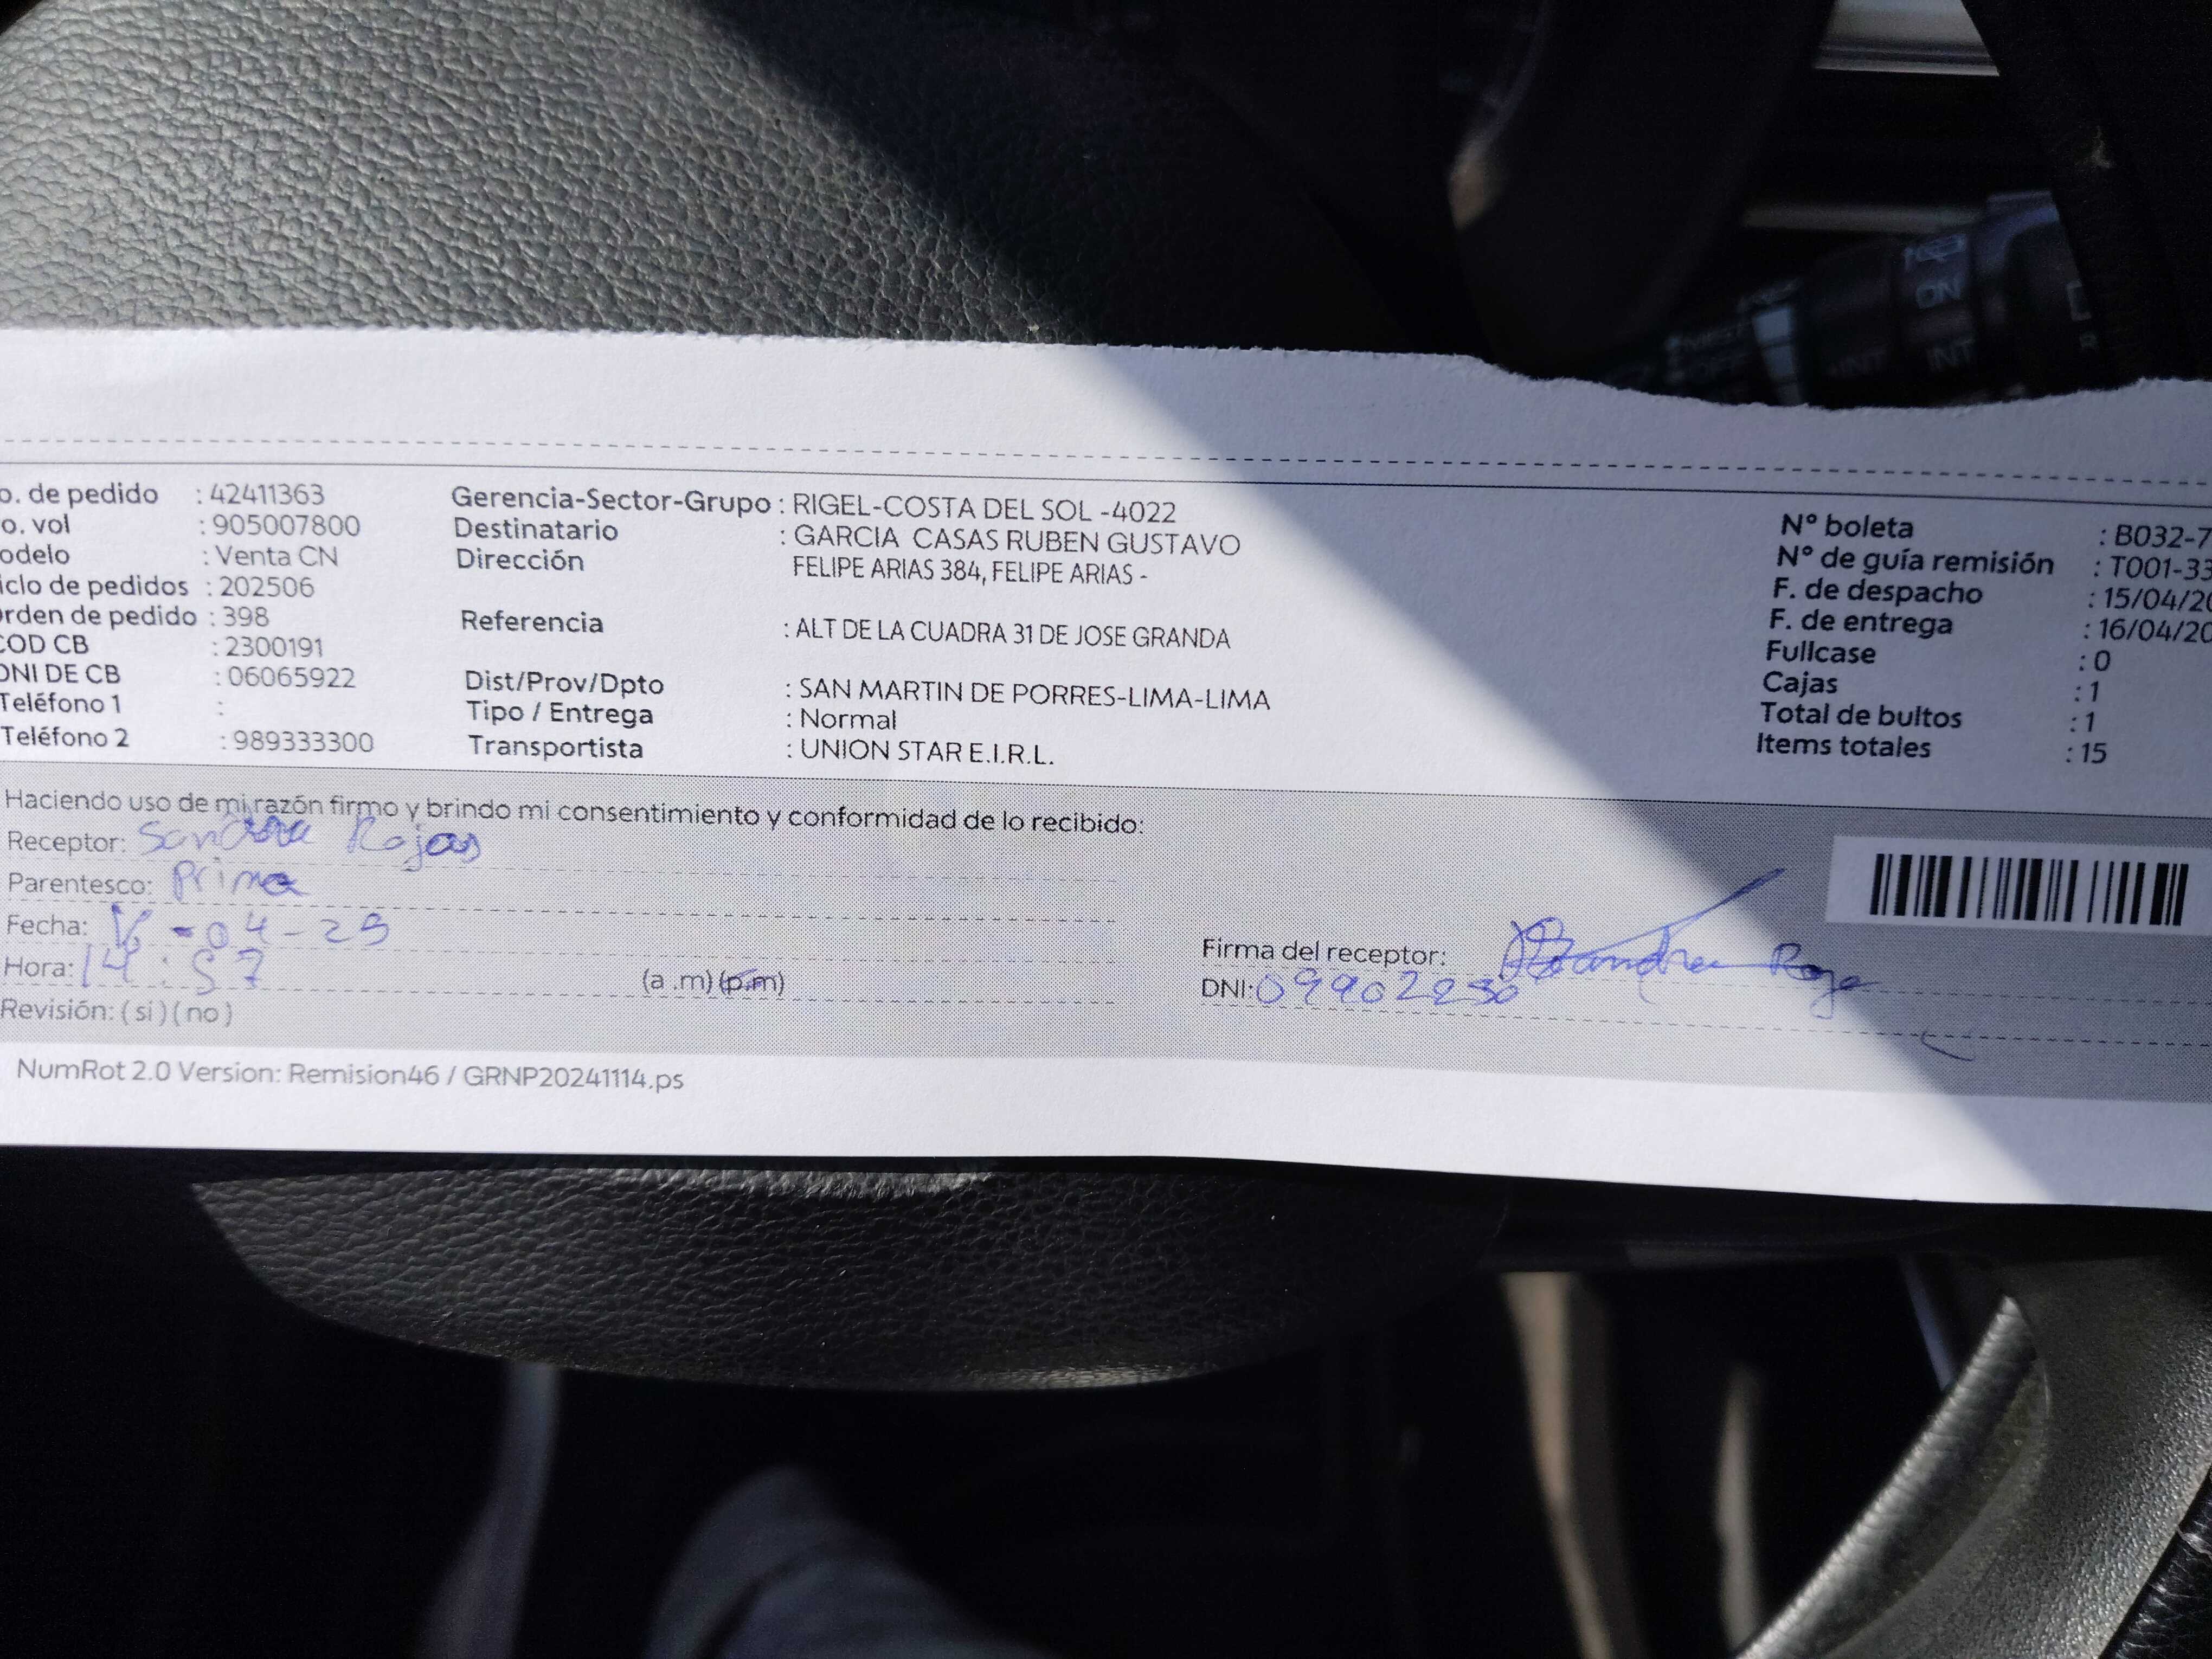 o. de pedido : 42411363
o. vol : 905007800
odelo : Venta CN
iclo de pedidos : 202506
rden de pedido : 398
COD CB : 2300191
DNI DE CB : 06065922
Teléfono 1 :
Teléfono 2 : 989333300
Gerencia-Sector-Grupo : RIGEL-COSTA DEL SOL -4022
Destinatario : GARCIA CASAS RUBEN GUSTAVO
Dirección FELIPE ARIAS 384, FELIPE ARIAS -
Referencia : ALT DE LA CUADRA 31 DE JOSE GRANDA
Dist/Prov/Dpto : SAN MARTIN DE PORRES-LIMA-LIMA
Tipo / Entrega : Normal
Transportista : UNION STAR E.I.R.L.
N° boleta : B032-7
N° de guía remisión : T001-33
F. de despacho : 15/04/20
F. de entrega : 16/04/20
Fullcase : 0
Cajas : 1
Total de bultos : 1
Items totales : 15
Haciendo uso de mi razón firmo y brindo mi consentimiento y conformidad de lo recibido:
Receptor: Sandra Rojas
Parentesco: Prima
Fecha: -04-25
Hora: 14:57 (a .m) (p.m)
Revisión: ( si ) ( no )
Firma del receptor:
DNI:
NumRot 2.0 Version: Remision46 / GRNP20241114.ps
ON
INT